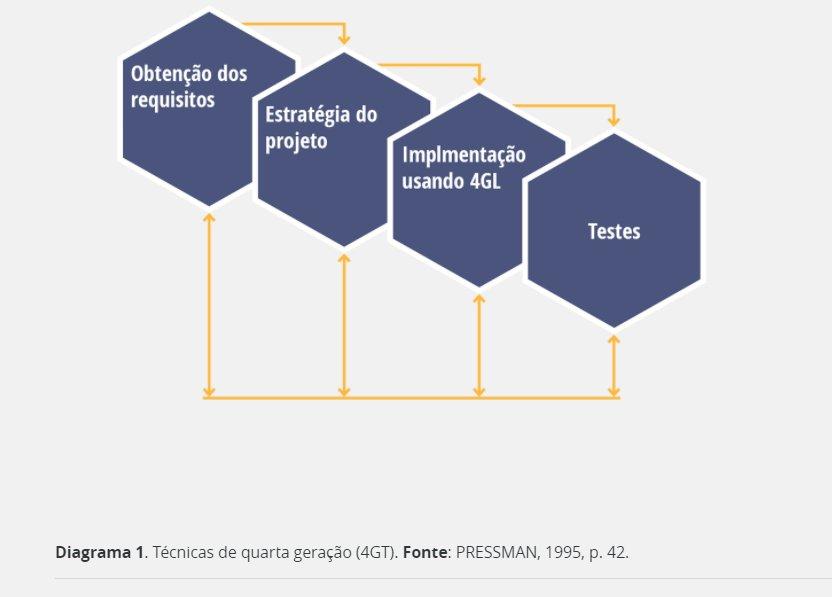 Obtenção dos
requisitos
Estratégia do
projeto
Implmentação
usando 4GL
Testes
Diagrama 1. Técnicas de quarta geração (4GT). Fonte: PRESSMAN, 1995, p. 42.